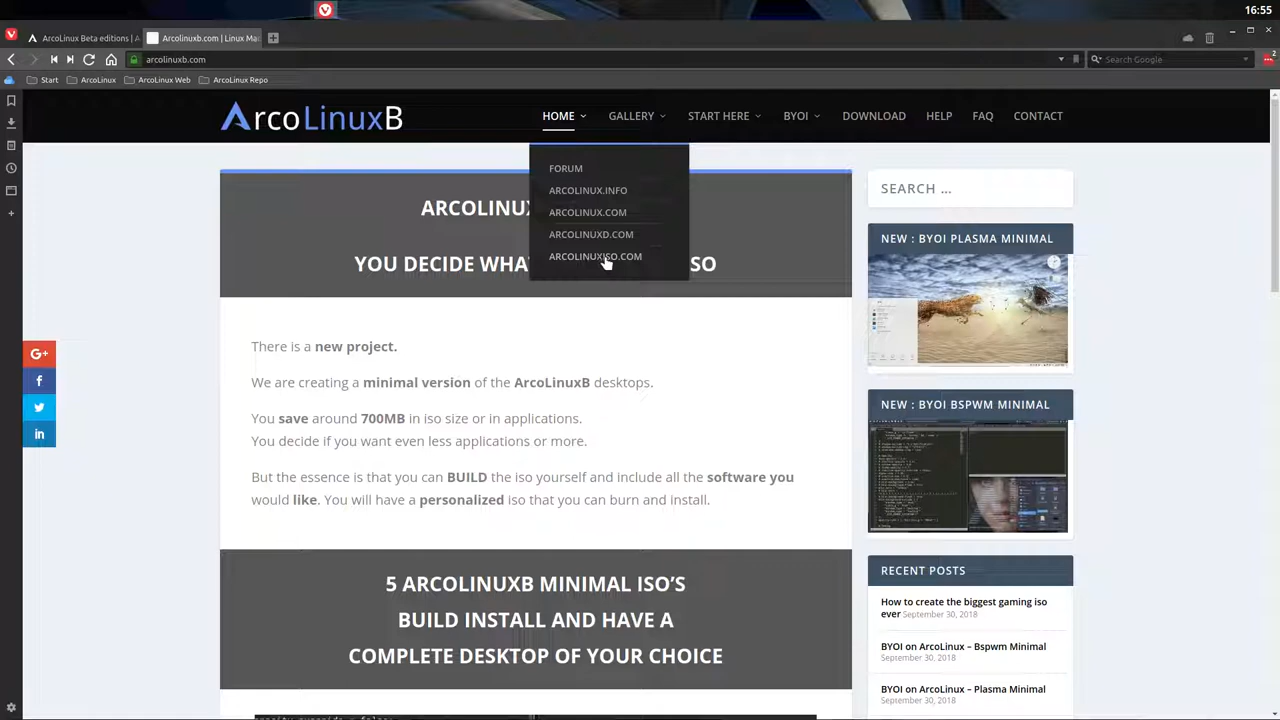 16:55
ArcoLinux Beta editions | A
Arcolinuxb.com | Linux Ma
arcolinuxb.com
Search Google
2
Start ArcoLinux ArcoLinux Web ArcoLinux Repo
ArcoLinuxB
HOME GALLERY START HERE BYOI DOWNLOAD HELP FAQ CONTACT
FORUM
ARCOLINUX.INFO
ARCOLINUX.COM
ARCOLINUXD.COM
ARCOLINUXISO.COM
ARCOLINUX
YOU DECIDE WHA SO
There is a new project.
We are creating a minimal version of the ArcoLinuxB desktops.
You save around 700MB in iso size or in applications.
You decide if you want even less applications or more.
But the essence is that you can BUILD the iso yourself and include all the software you
would like. You will have a personalized iso that you can burn and install.
5 ARCOLINUXB MINIMAL ISO'S
BUILD INSTALL AND HAVE A
COMPLETE DESKTOP OF YOUR CHOICE
G+
f
in
SEARCH ...
NEW : BYOI PLASMA MINIMAL
NEW : BYOI BSPWM MINIMAL
RECENT POSTS
How to create the biggest gaming iso
ever September 30, 2018
BYOI on ArcoLinux – Bspwm Minimal
September 30, 2018
BYOI on ArcoLinux – Plasma Minimal
September 30, 2018